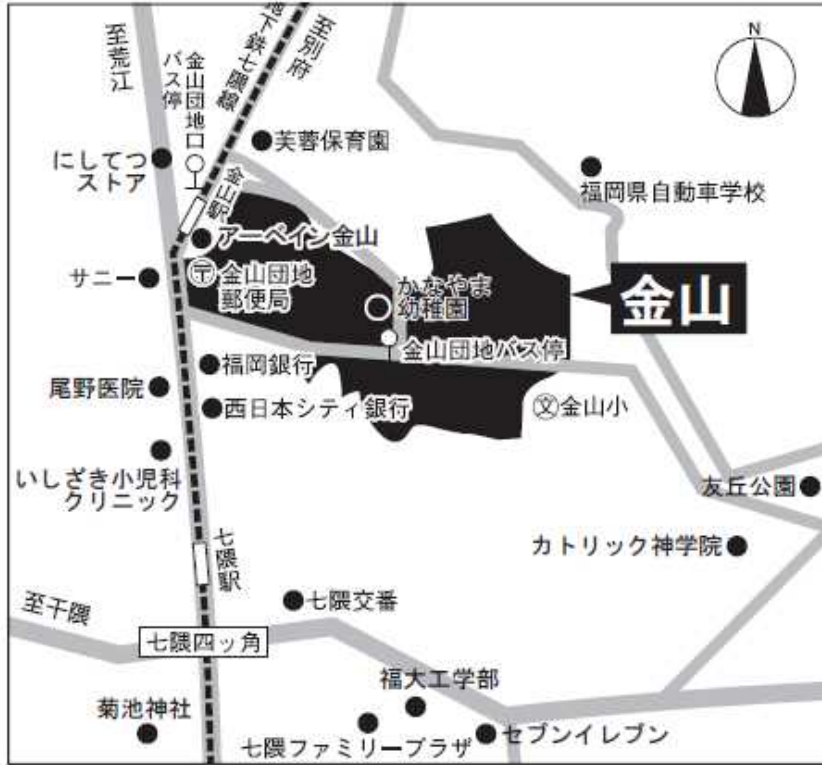 至荒江
金山団地口
バス停
地下鉄七隈線
至別府
N
にしてつ
ストア
芙蓉保育園
福岡県自動車学校
金山駅
アーベイン金山
サニー
〒
金山団地
郵便局
かなやま
幼稚園
金山
金山団地バス停
福岡銀行
尾野医院
西日本シティ銀行
文
金山小
いしざき小児科
クリニック
友丘公園
七隈駅
カトリック神学院
至干隈
七隈交番
七隈四ッ角
福大工学部
菊池神社
七隈ファミリープラザ
セブンイレブン